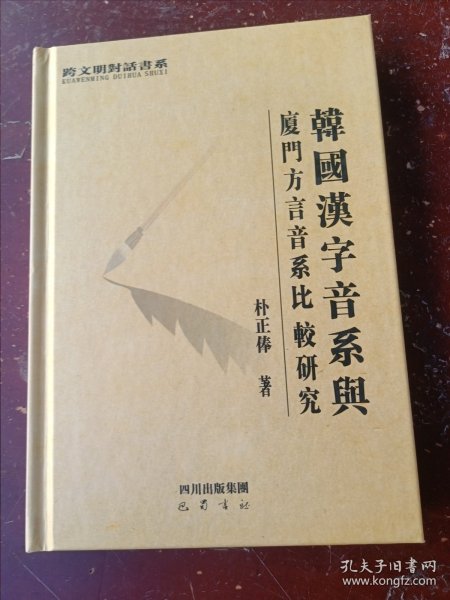 跨文明對話書系
KUAWENMING DUIHUA SHUXI
韓國漢字音系與
廈門方言音系比較研究
朴正俸 著
四川出版集團
巴蜀書社
孔夫子旧书网
www.kongfz.com